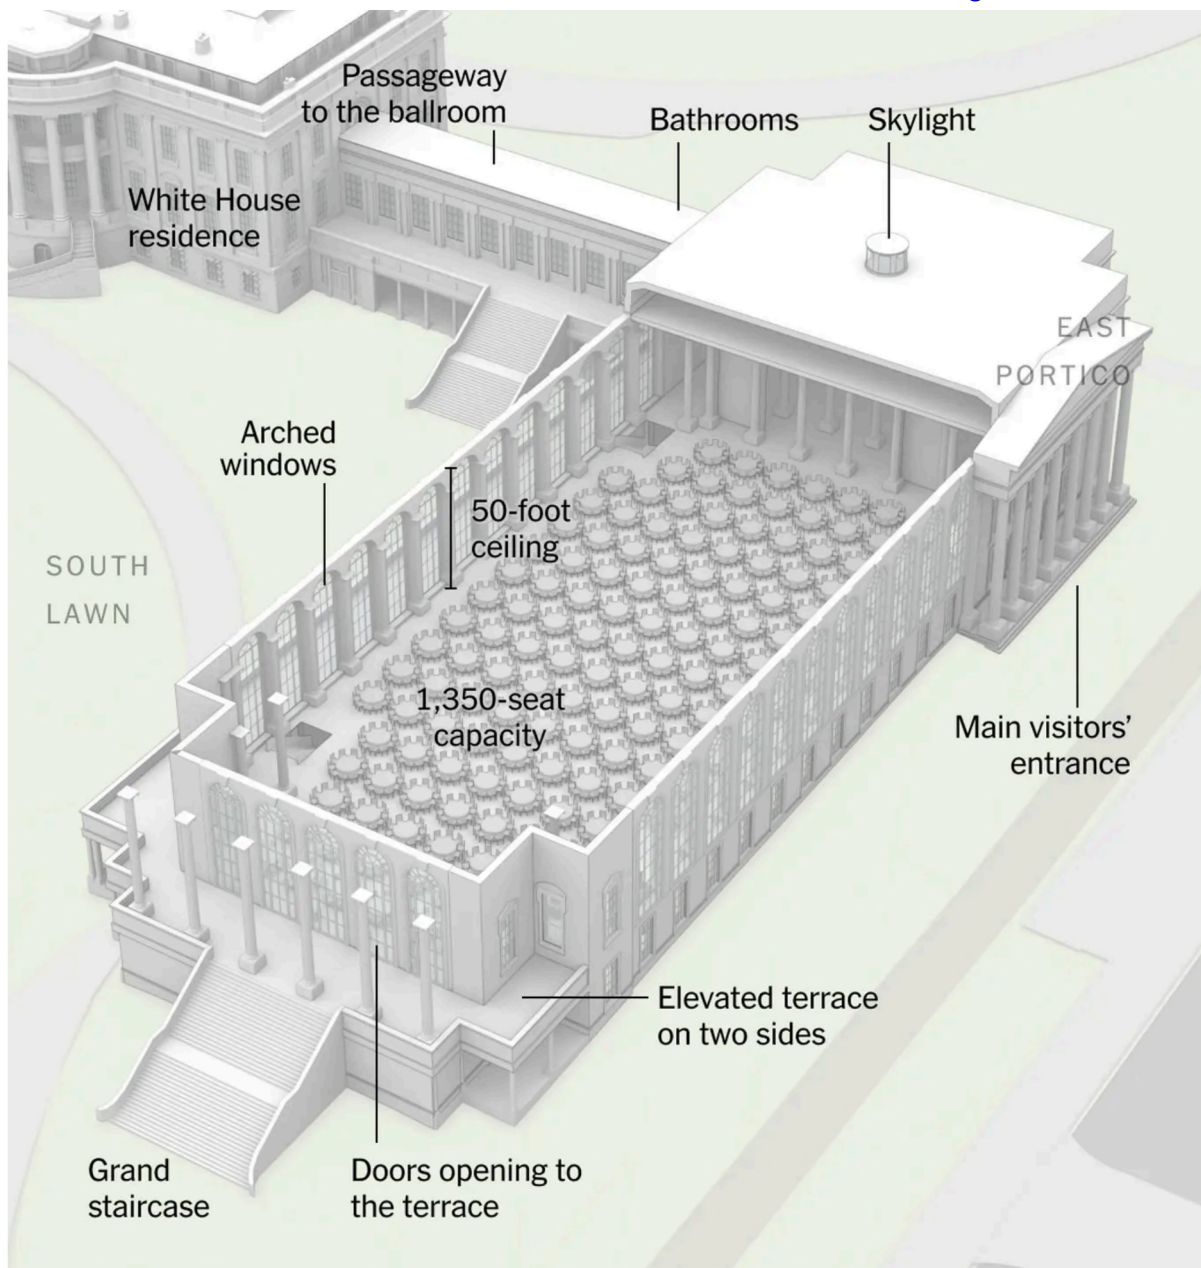 Passageway
to the ballroom
Bathrooms
Skylight
White House
residence
EAST
PORTICO
Arched
windows
50-foot
ceiling
SOUTH
LAWN
1,350-seat
capacity
Main visitors’
entrance
Elevated terrace
on two sides
Grand
staircase
Doors opening to
the terrace